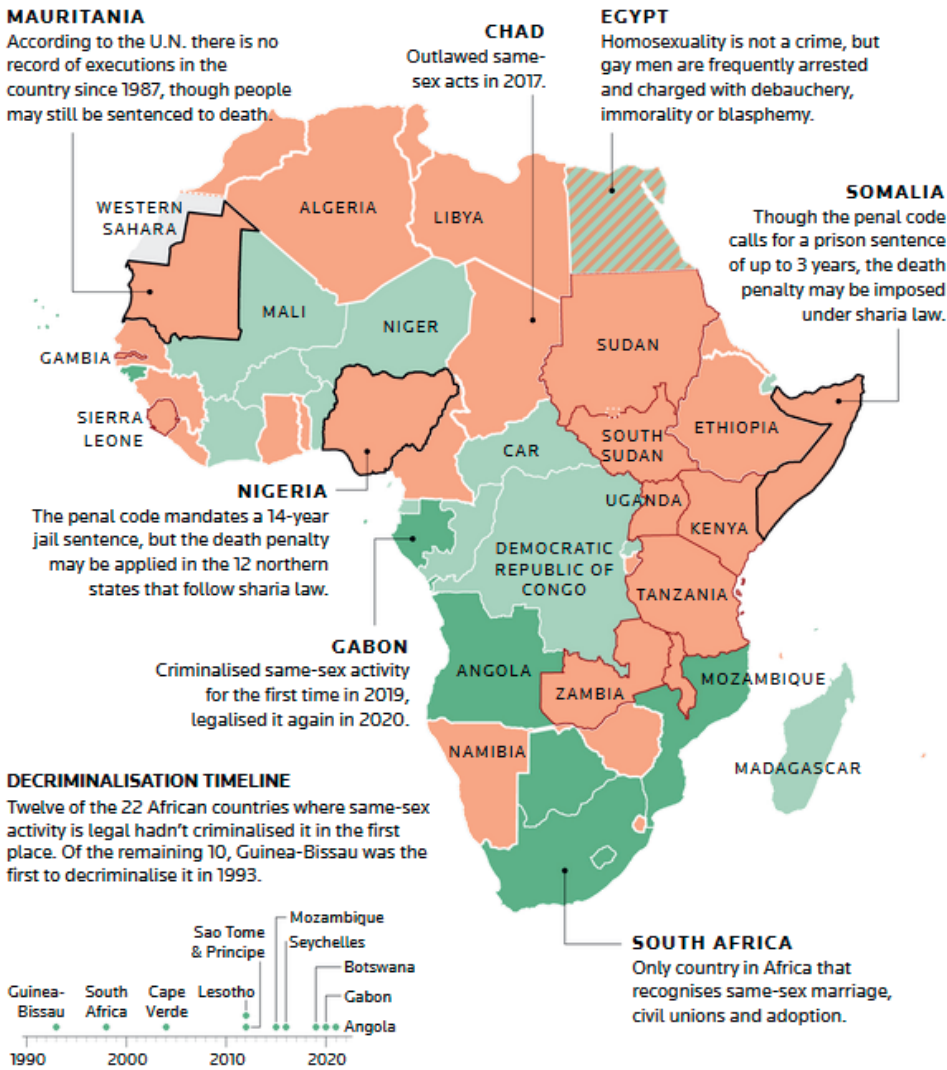 MAURITANIA
According to the U.N. there is no
record of executions in the
country since 1987, though people
may still be sentenced to death.
CHAD
Outlawed same-
sex acts in 2017.
EGYPT
Homosexuality is not a crime, but
gay men are frequently arrested
and charged with debauchery,
immorality or blasphemy.
SOMALIA
Though the penal code
calls for a prison sentence
of up to 3 years, the death
penalty may be imposed
under sharia law.
WESTERN
SAHARA
ALGERIA
LIBYA
MALI
NIGER
SUDAN
GAMBIA
SIERRA
LEONE
CAR
SOUTH
SUDAN
ETHIOPIA
UGANDA
KENYA
NIGERIA
The penal code mandates a 14-year
jail sentence, but the death penalty
may be applied in the 12 northern
states that follow sharia law.
DEMOCRATIC
REPUBLIC OF
CONGO
TANZANIA
GABON
Criminalised same-sex activity
for the first time in 2019,
legalised it again in 2020.
ANGOLA
ZAMBIA
MOZAMBIQUE
NAMIBIA
MADAGASCAR
DECRIMINALISATION TIMELINE
Twelve of the 22 African countries where same-sex
activity is legal hadn't criminalised it in the first
place. Of the remaining 10, Guinea-Bissau was the
first to decriminalise it in 1993.
SOUTH AFRICA
Only country in Africa that
recognises same-sex marriage,
civil unions and adoption.
Guinea-
Bissau
South
Africa
Cape
Verde
Lesotho
Sao Tome
& Principe
Mozambique
Seychelles
Botswana
Gabon
Angola
1990 2000 2010 2020